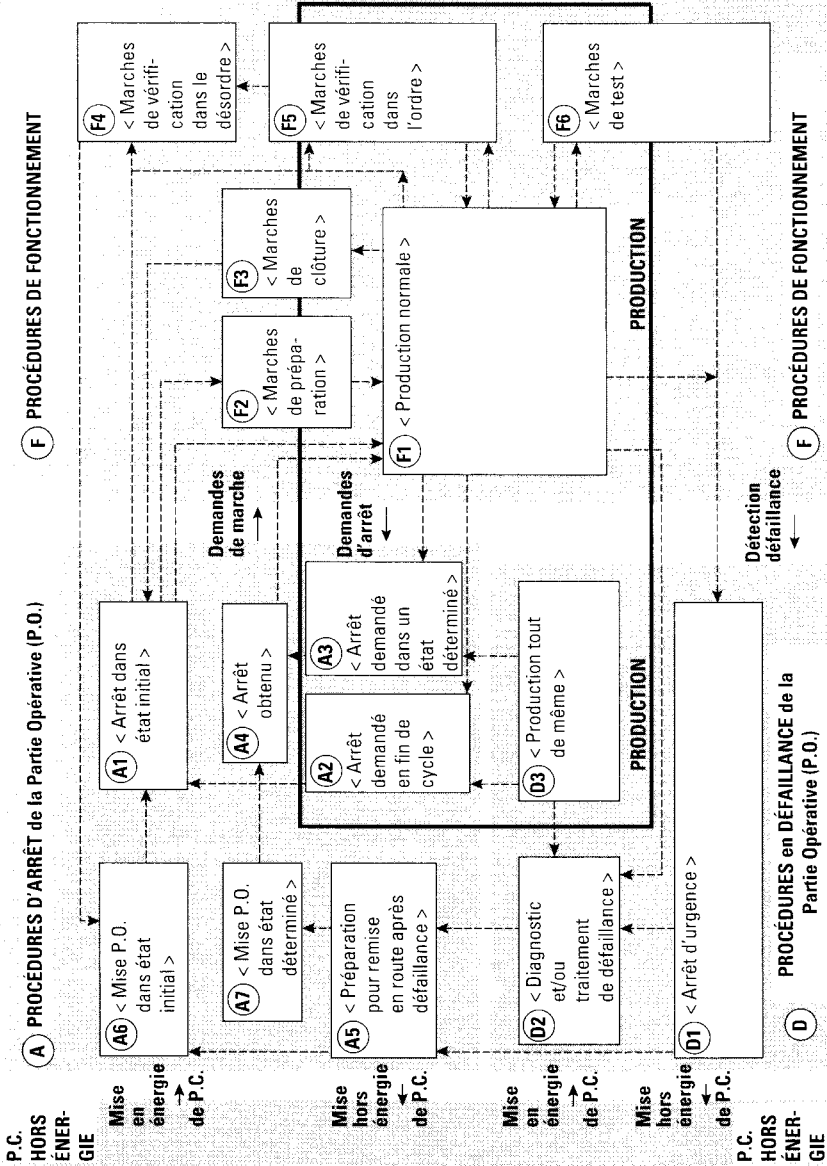 P.C.
HORS
ÉNER-
GIE
A PROCÉDURES D'ARRÊT de la Partie Opérative (P.O.)
F PROCÉDURES DE FONCTIONNEMENT
Mise
en
énergie
de P.C.
A6 < Mise P.O.
dans état
initial >
A1 < Arrêt dans
état initial >
F4
< Marches
de vérifi-
cation
dans le
désordre >
A7 < Mise P.O.
dans état
déterminé >
A4 < Arrêt
obtenu >
Demandes
de marche
F2
< Marches
de prépa-
ration >
F3
< Marches
de
clôture >
F5
< Marches
de vérifi-
cation
dans
l'ordre >
Mise
hors
énergie
de P.C.
A5 < Préparation
pour remise
en route après
défaillance >
A2 < Arrêt
demandé
en fin de
cycle >
A3
< Arrêt
demandé
dans un
état
déterminé >
Demandes
d'arrêt
F1 < Production normale >
Mise
en
énergie
de P.C.
D2 < Diagnostic
et/ou
traitement
de défaillance >
D3 < Production tout
de même >
F6
< Marches
de test >
PRODUCTION
PRODUCTION
Mise
hors
énergie
de P.C.
D1 < Arrêt d'urgence >
Détection
défaillance
P.C.
HORS
ÉNER-
GIE
D PROCÉDURES en DÉFAILLANCE de la
Partie Opérative (P.O.)
F PROCÉDURES DE FONCTIONNEMENT